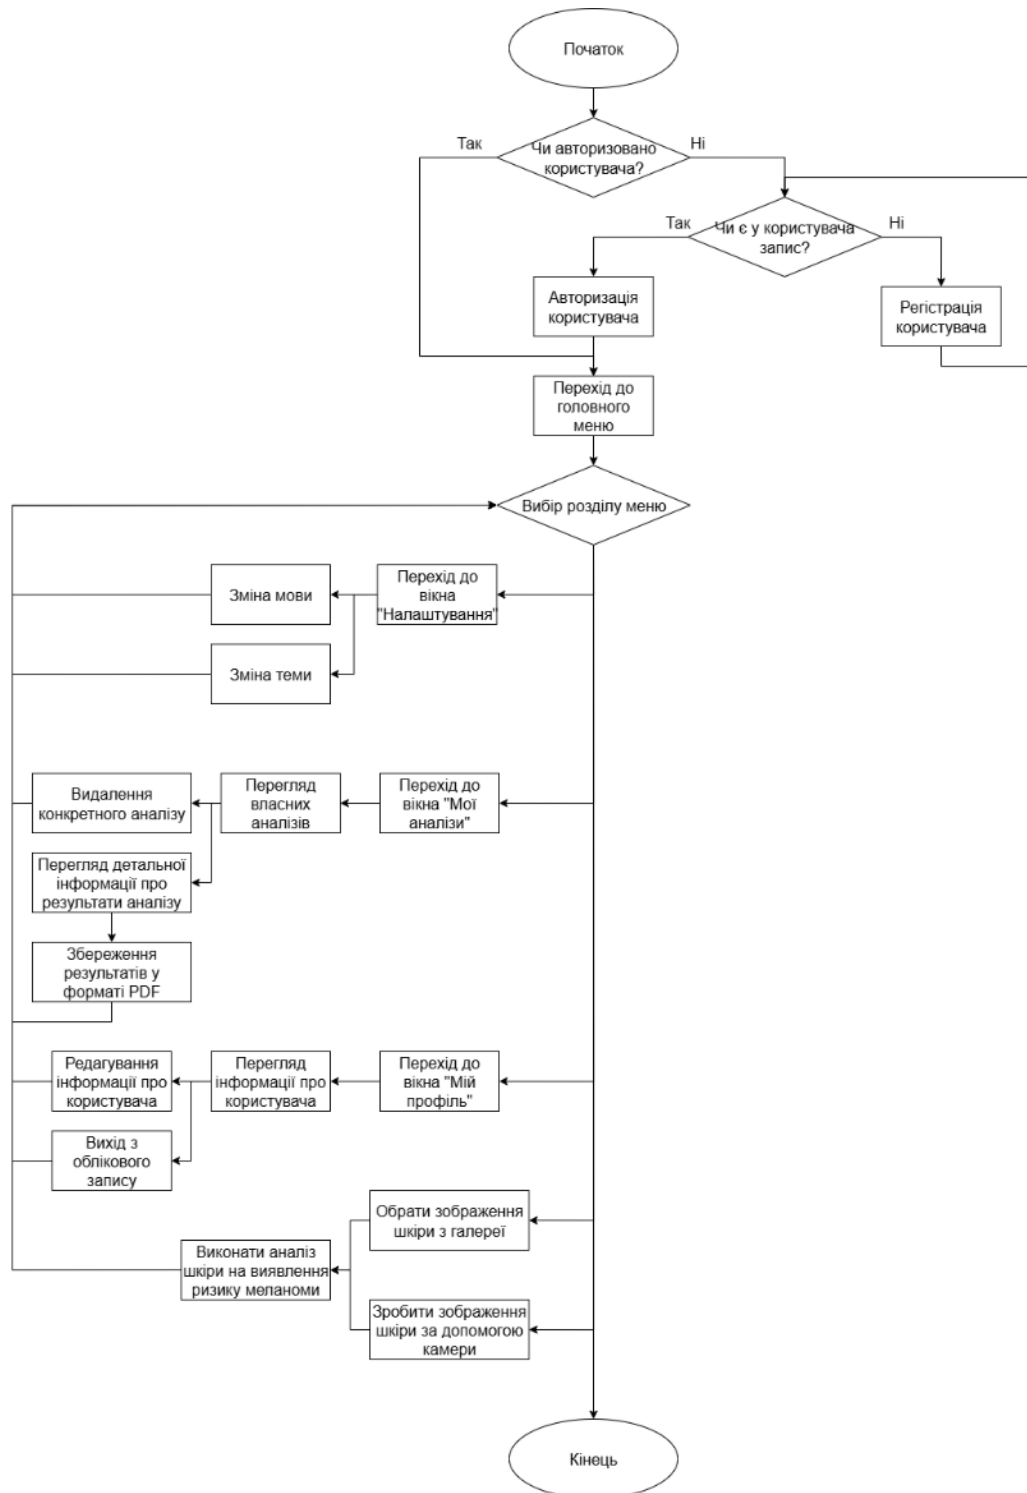 Початок
Так
Чи авторизовано
користувача?
Ні
Так
Чи є у користувача
запис?
Ні
Авторизація
користувача
Регістрація
користувача
Перехід до
головного
меню
Вибір розділу меню
Зміна мови
Перехід до
вікна
"Налаштування"
Зміна теми
Видалення
конкретного аналізу
Перегляд
власних
аналізів
Перехід до
вікна "Мої
аналізи"
Перегляд детальної
інформації про
результати аналізу
Збереження
результатів у
форматі PDF
Редагування
інформації про
користувача
Перегляд
інформації про
користувача
Перехід до
вікна "Мій
профіль"
Вихід з
облікового
запису
Обрати зображення
шкіри з галереї
Виконати аналіз
шкіри на виявлення
ризику меланоми
Зробити зображення
шкіри за допомогою
камери
Кінець